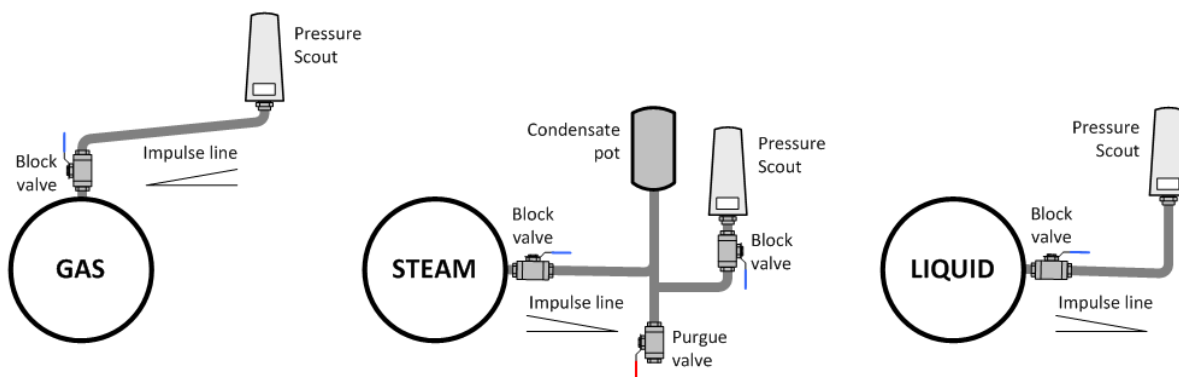 Pressure
Scout
Block
valve
Impulse line
GAS
Condensate
pot
Pressure
Scout
Block
valve
STEAM
Block
valve
Impulse line
Purgue
valve
Pressure
Scout
Block
valve
LIQUID
Impulse line